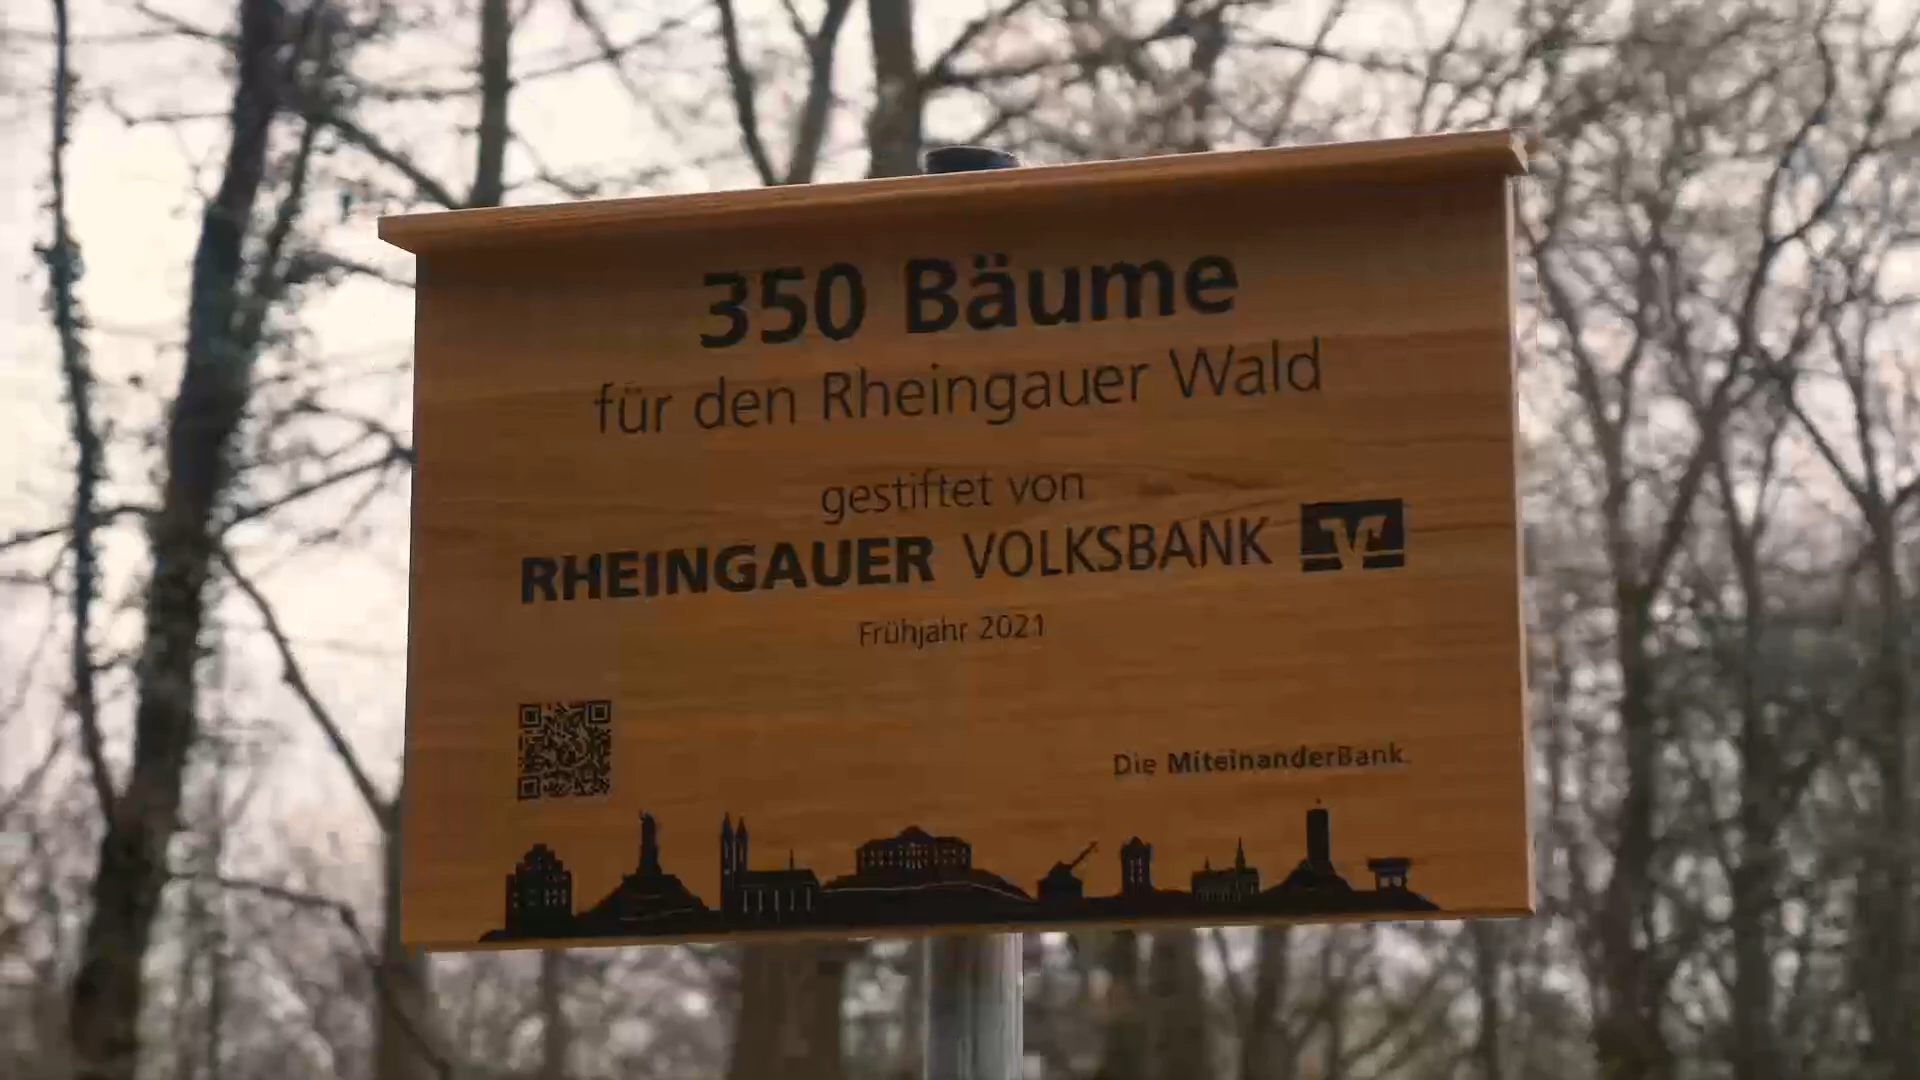 350 Bäume
für den Rheingauer Wald
gestiftet von
RHEINGAUER VOLKSBANK
Frühjahr 2021
Die MiteinanderBank.